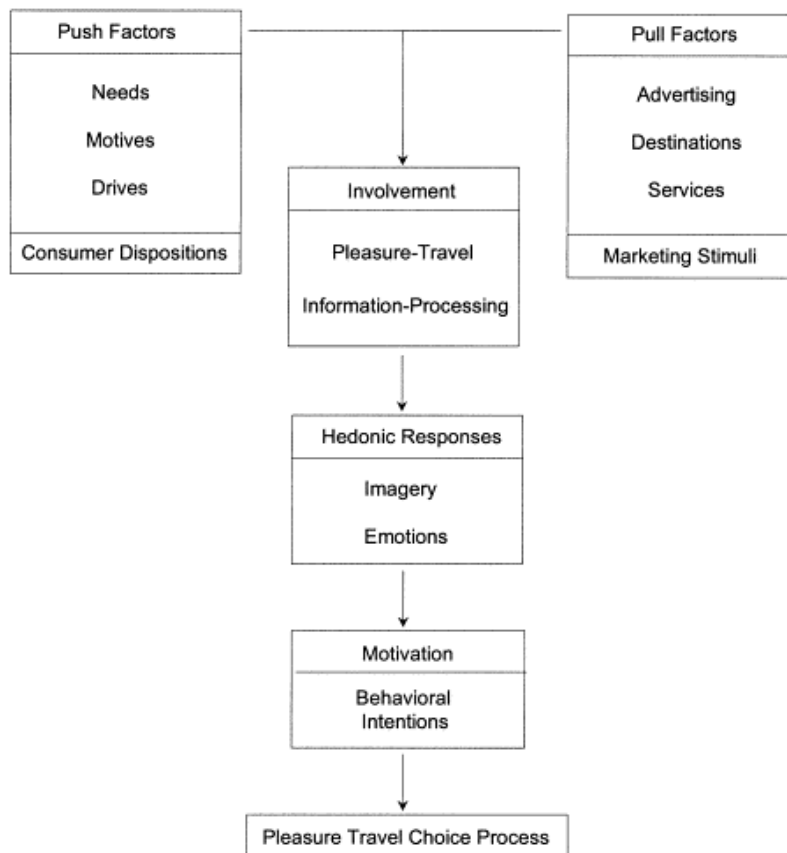 Push Factors
Needs
Motives
Drives
Consumer Dispositions
Pull Factors
Advertising
Destinations
Services
Marketing Stimuli
Involvement
Pleasure-Travel
Information-Processing
Hedonic Responses
Imagery
Emotions
Motivation
Behavioral
Intentions
Pleasure Travel Choice Process